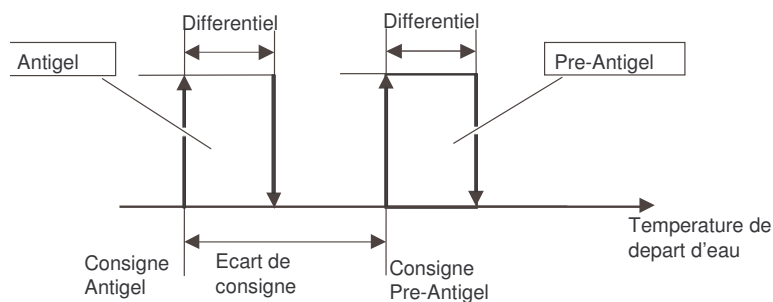 Differentiel
Differentiel
Antigel
Pre-Antigel
Temperature de
depart d'eau
Consigne
Antigel
Ecart de
consigne
Consigne
Pre-Antigel